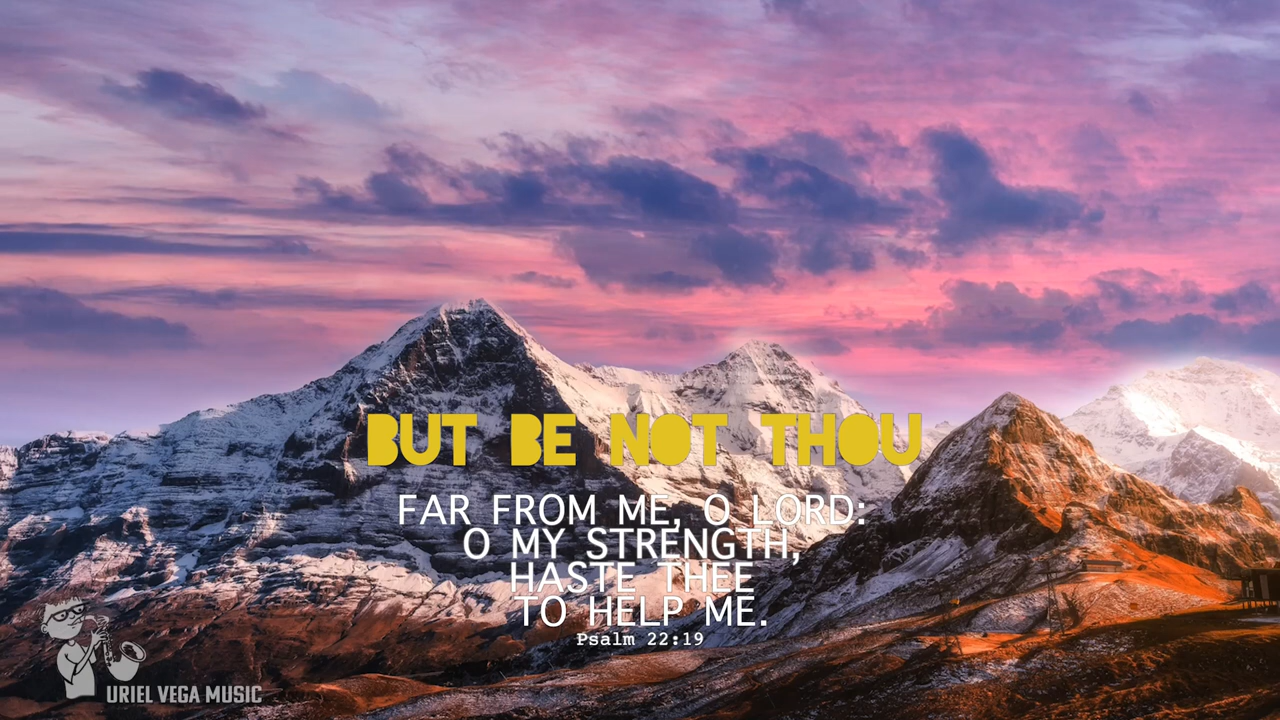 BUT BE NOT THOU
FAR FROM ME, O LORD:
O MY STRENGTH,
HASTE THEE
TO HELP ME.
Psalm 22:19
URIEL VEGA MUSIC